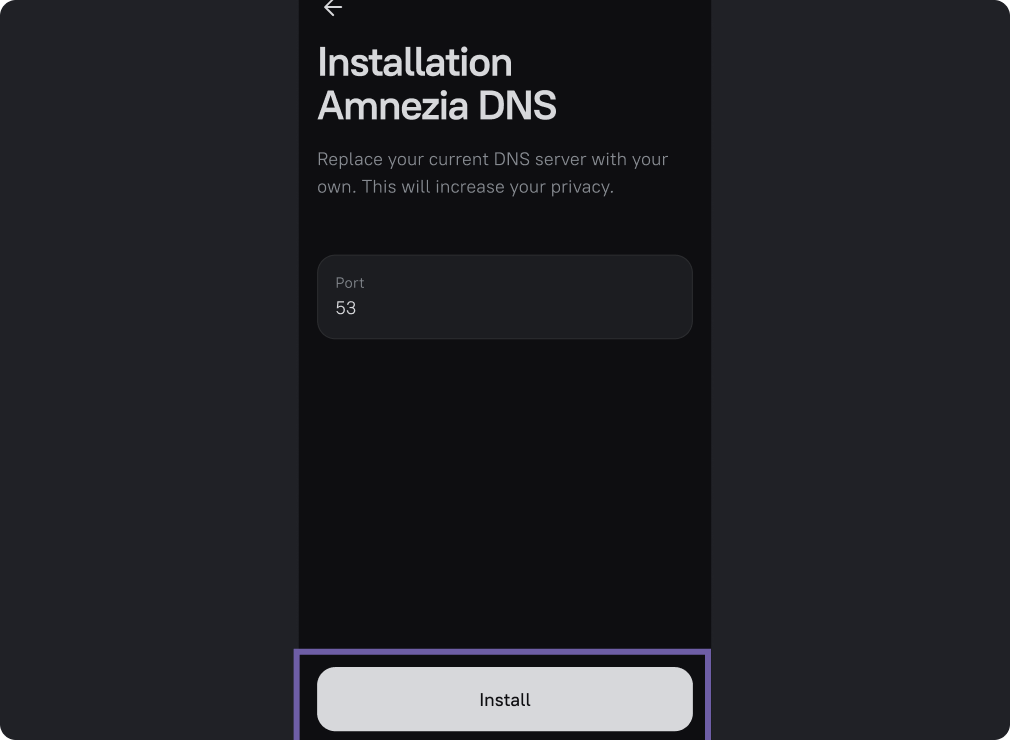 Installation
Amnezia DNS
Replace your current DNS server with your
own. This will increase your privacy.
Port
53
Install